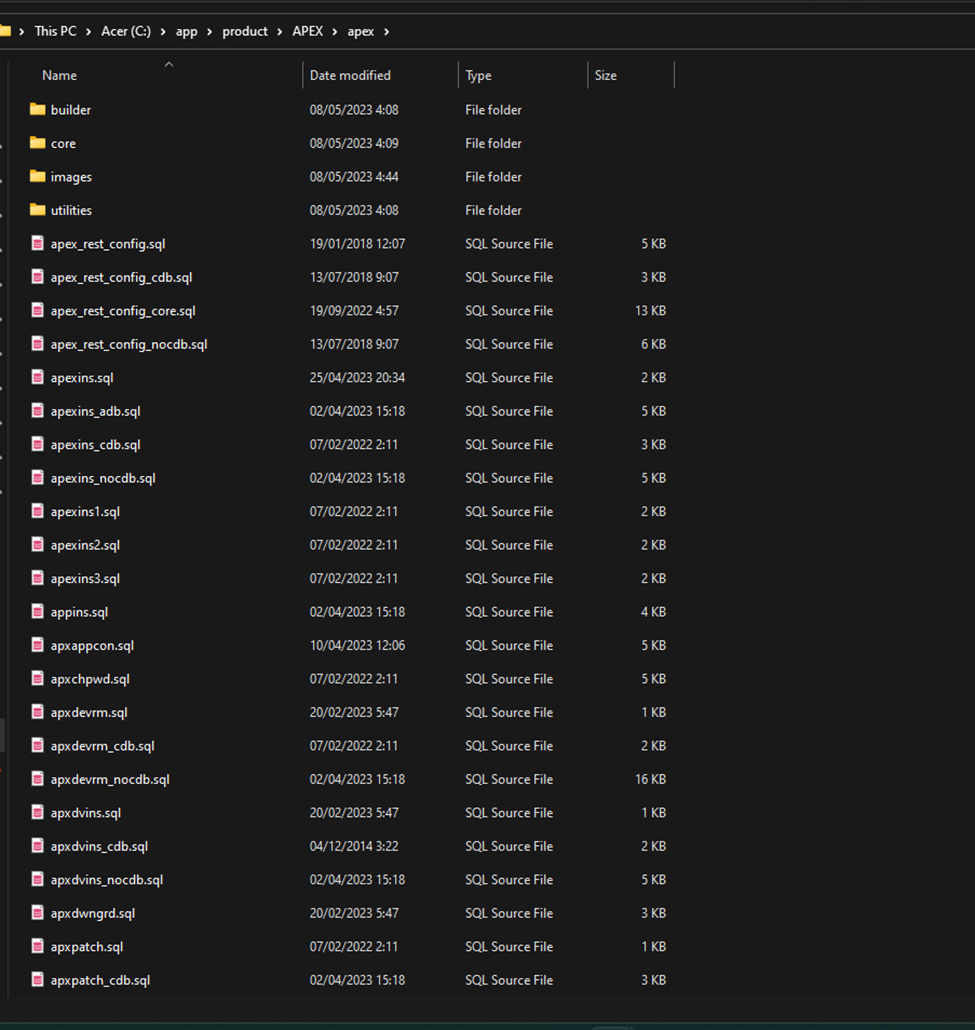 This PC > Acer (C:) > app > product > APEX > apex >
Name Date modified Type Size
builder 08/05/2023 4:08 File folder
core 08/05/2023 4:09 File folder
images 08/05/2023 4:44 File folder
utilities 08/05/2023 4:08 File folder
apex_rest_config.sql 19/01/2018 12:07 SQL Source File 5 KB
apex_rest_config_cdb.sql 13/07/2018 9:07 SQL Source File 3 KB
apex_rest_config_core.sql 19/09/2022 4:57 SQL Source File 13 KB
apex_rest_config_nocdb.sql 13/07/2018 9:07 SQL Source File 6 KB
apexins.sql 25/04/2023 20:34 SQL Source File 2 KB
apexins_adb.sql 02/04/2023 15:18 SQL Source File 5 KB
apexins_cdb.sql 07/02/2022 2:11 SQL Source File 3 KB
apexins_nocdb.sql 02/04/2023 15:18 SQL Source File 5 KB
apexins1.sql 07/02/2022 2:11 SQL Source File 2 KB
apexins2.sql 07/02/2022 2:11 SQL Source File 2 KB
apexins3.sql 07/02/2022 2:11 SQL Source File 2 KB
appins.sql 02/04/2023 15:18 SQL Source File 4 KB
apxappcon.sql 10/04/2023 12:06 SQL Source File 5 KB
apxchpwd.sql 07/02/2022 2:11 SQL Source File 5 KB
apxdevrm.sql 20/02/2023 5:47 SQL Source File 1 KB
apxdevrm_cdb.sql 07/02/2022 2:11 SQL Source File 2 KB
apxdevrm_nocdb.sql 02/04/2023 15:18 SQL Source File 16 KB
apxdvins.sql 20/02/2023 5:47 SQL Source File 1 KB
apxdvins_cdb.sql 04/12/2014 3:22 SQL Source File 2 KB
apxdvins_nocdb.sql 02/04/2023 15:18 SQL Source File 5 KB
apxdwngrd.sql 20/02/2023 5:47 SQL Source File 3 KB
apxpatch.sql 07/02/2022 2:11 SQL Source File 1 KB
apxpatch_cdb.sql 02/04/2023 15:18 SQL Source File 3 KB